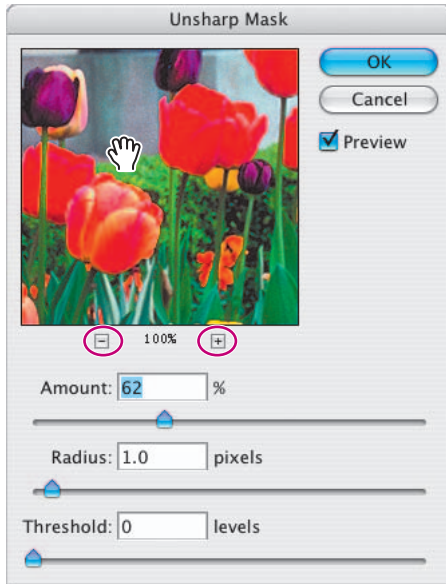 Unsharp Mask
OK
Cancel
Preview
- 100% +
Amount: 62 %
Radius: 1.0 pixels
Threshold: 0 levels